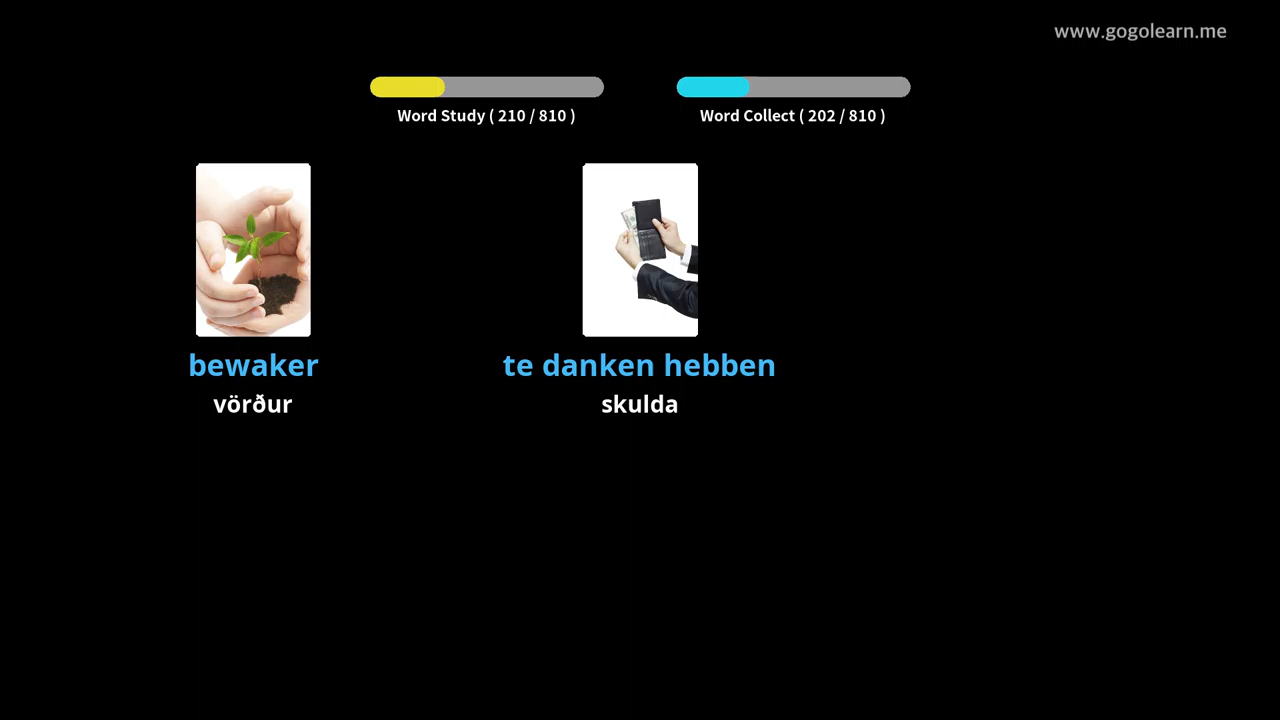 www.gogolearn.me
Word Study ( 210 / 810 )
Word Collect ( 202 / 810 )
bewaker
vörður
te danken hebben
skulda